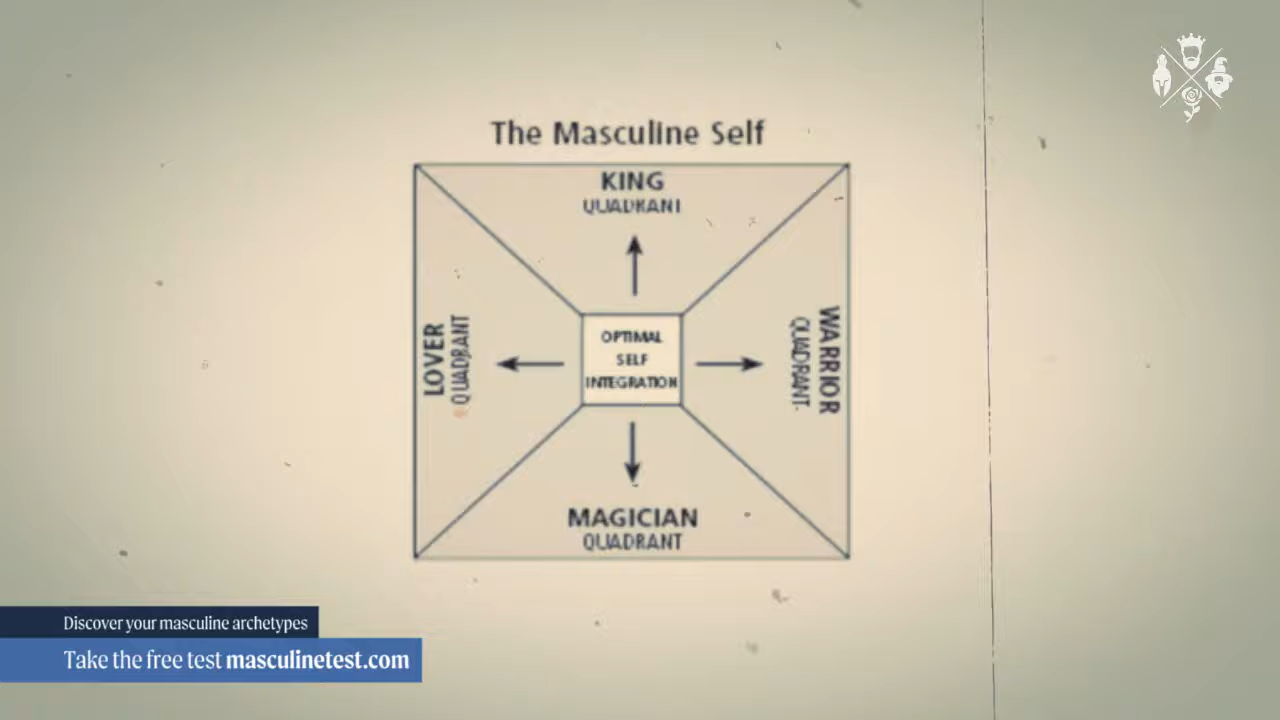 The Masculine Self
KING
QUADRANT
LOVER
QUADRANT
OPTIMAL
SELF
INTEGRATION
WARRIOR
QUADRANT
MAGICIAN
QUADRANT
Discover your masculine archetypes
Take the free test masculinetest.com